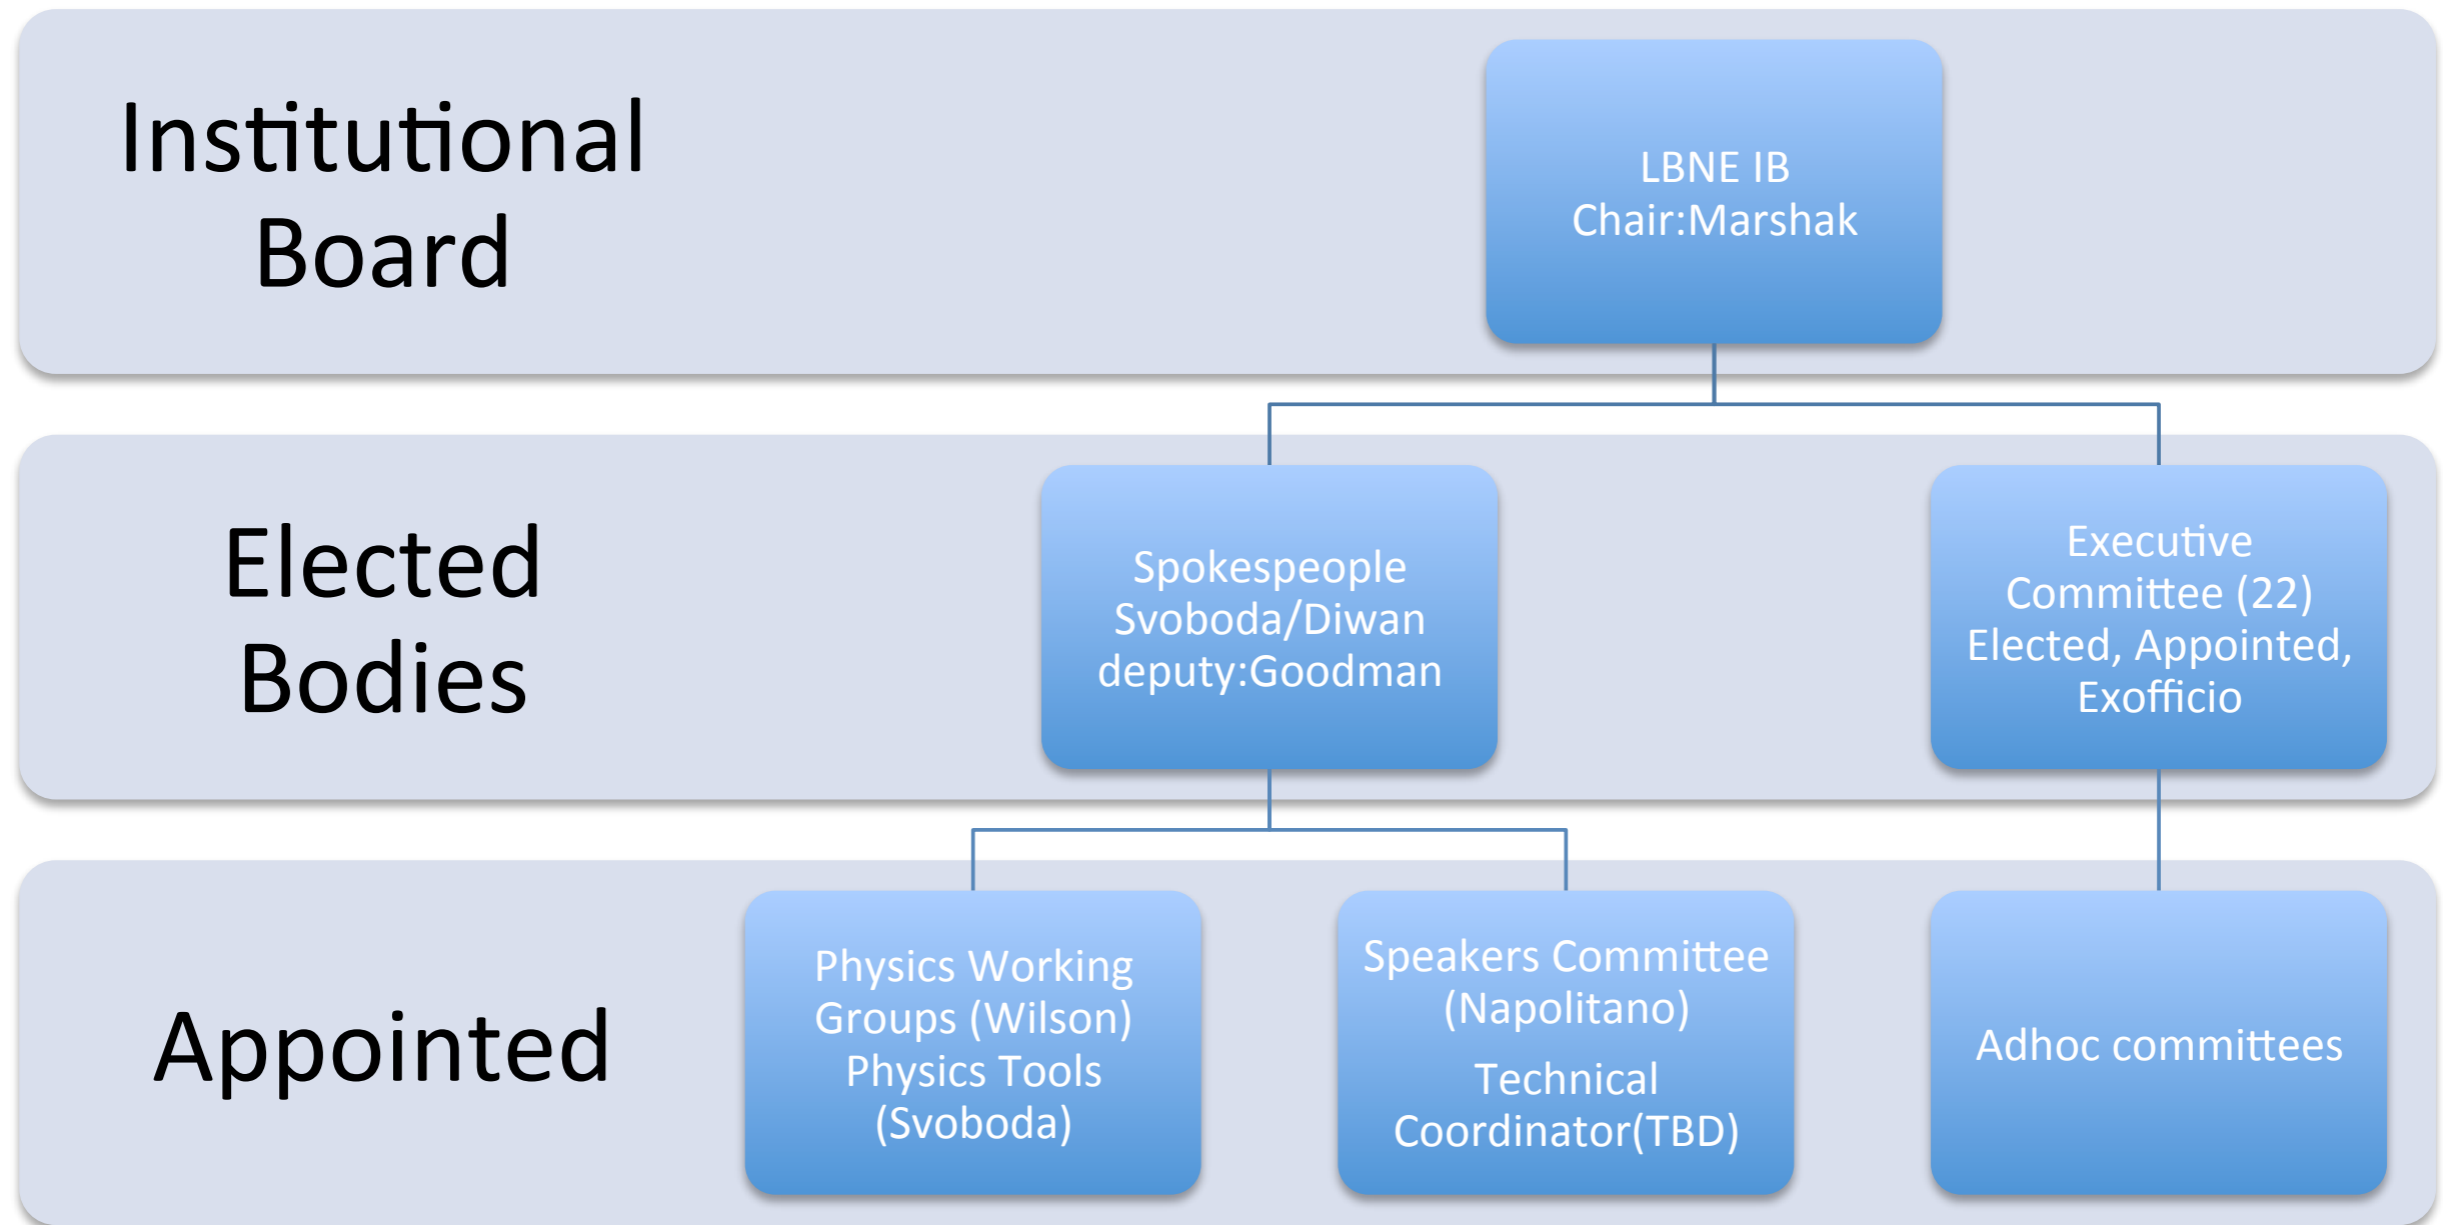 Institutional
Board
LBNE IB
Chair:Marshak
Elected
Bodies
Spokespeople
Svoboda/Diwan
deputy:Goodman
Executive
Committee (22)
Elected, Appointed,
Exofficio
Appointed
Physics Working
Groups (Wilson)
Physics Tools
(Svoboda)
Speakers Committee
(Napolitano)
Technical
Coordinator(TBD)
Adhoc committees